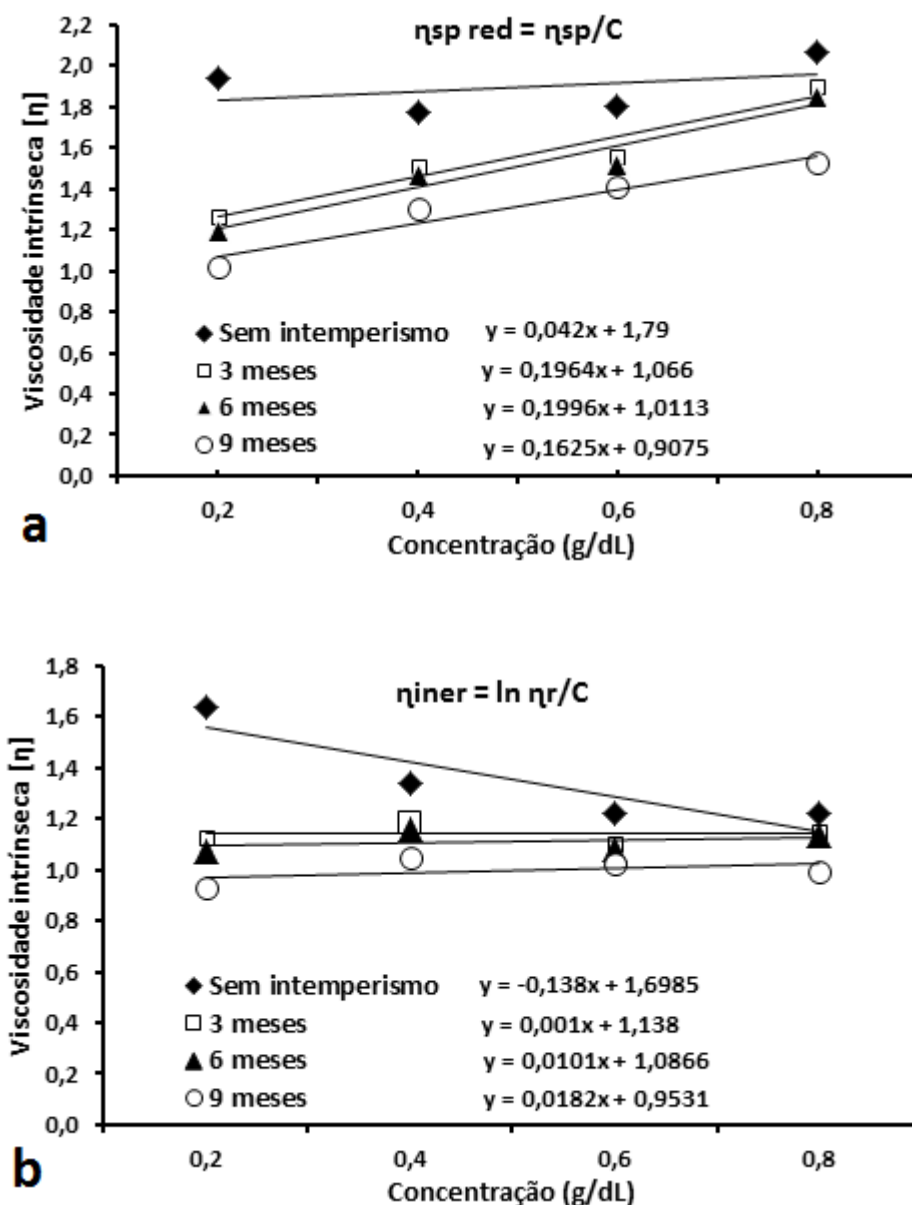 ηsp red = ηsp/C
Viscosidade intrínseca [η]
2,2
2,0
1,8
1,6
1,4
1,2
1,0
0,8
0,6
0,4
0,2
0,0
Sem intemperismo y = 0,042x + 1,79
3 meses y = 0,1964x + 1,066
6 meses y = 0,1996x + 1,0113
9 meses y = 0,1625x + 0,9075
0,2 0,4 0,6 0,8
Concentração (g/dL)
a
ηiner = ln ηr/C
Viscosidade intrínseca [η]
1,8
1,6
1,4
1,2
1,0
0,8
0,6
0,4
0,2
0,0
Sem intemperismo y = -0,138x + 1,6985
3 meses y = 0,001x + 1,138
6 meses y = 0,0101x + 1,0866
9 meses y = 0,0182x + 0,9531
0,2 0,4 0,6 0,8
Concentração (g/dL)
b